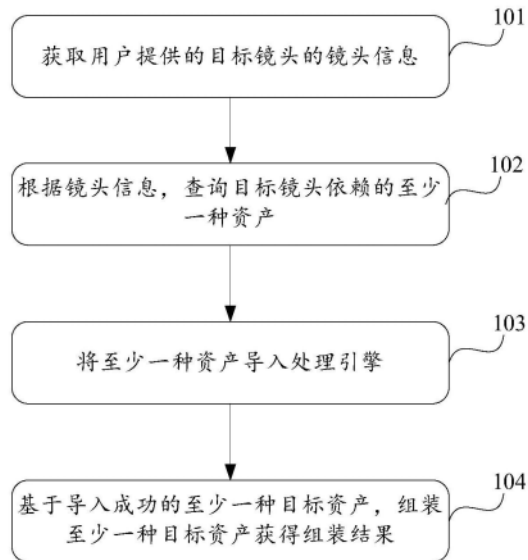 101
获取用户提供的目标镜头的镜头信息
102
根据镜头信息，查询目标镜头依赖的至少
一种资产
103
将至少一种资产导入处理引擎
104
基于导入成功的至少一种目标资产，组装
至少一种目标资产获得组装结果